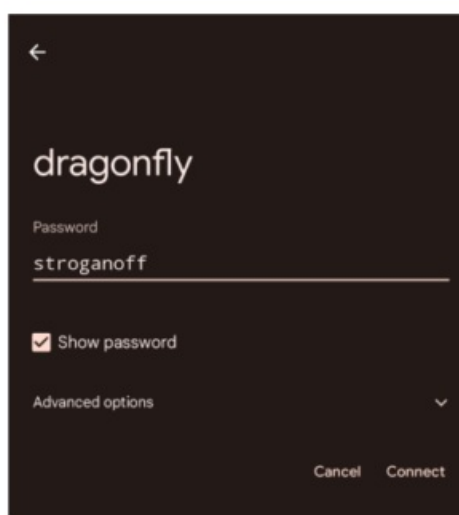 dragonfly
Password
stroganoff
Show password
Advanced options
Cancel Connect